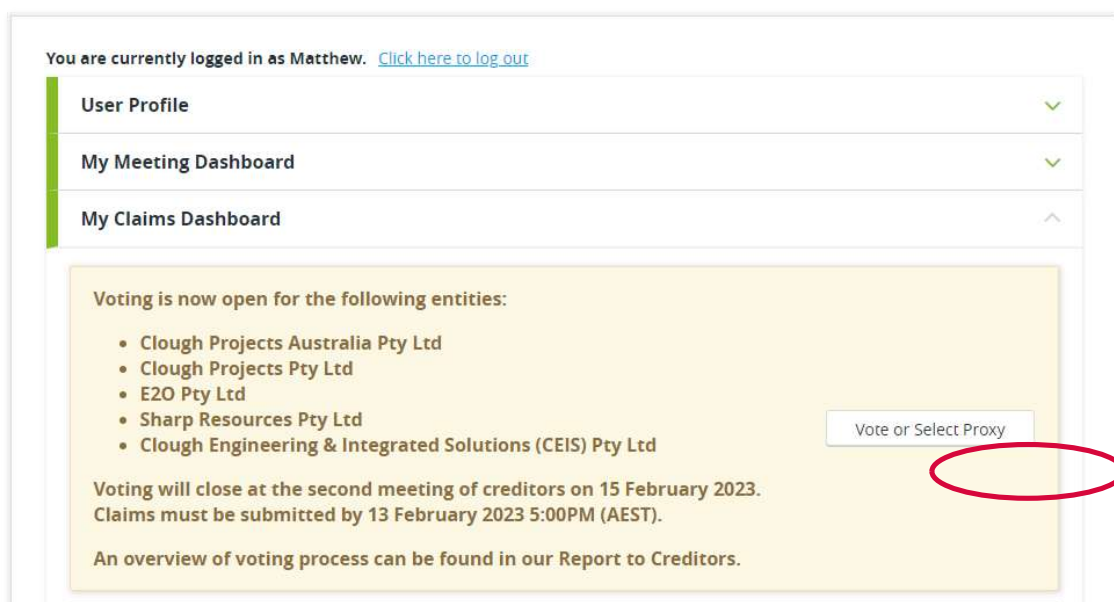 You are currently logged in as Matthew. Click here to log out
User Profile
My Meeting Dashboard
My Claims Dashboard
Voting is now open for the following entities:
• Clough Projects Australia Pty Ltd
• Clough Projects Pty Ltd
• E2O Pty Ltd
• Sharp Resources Pty Ltd
• Clough Engineering & Integrated Solutions (CEIS) Pty Ltd
Vote or Select Proxy
Voting will close at the second meeting of creditors on 15 February 2023.
Claims must be submitted by 13 February 2023 5:00PM (AEST).
An overview of voting process can be found in our Report to Creditors.